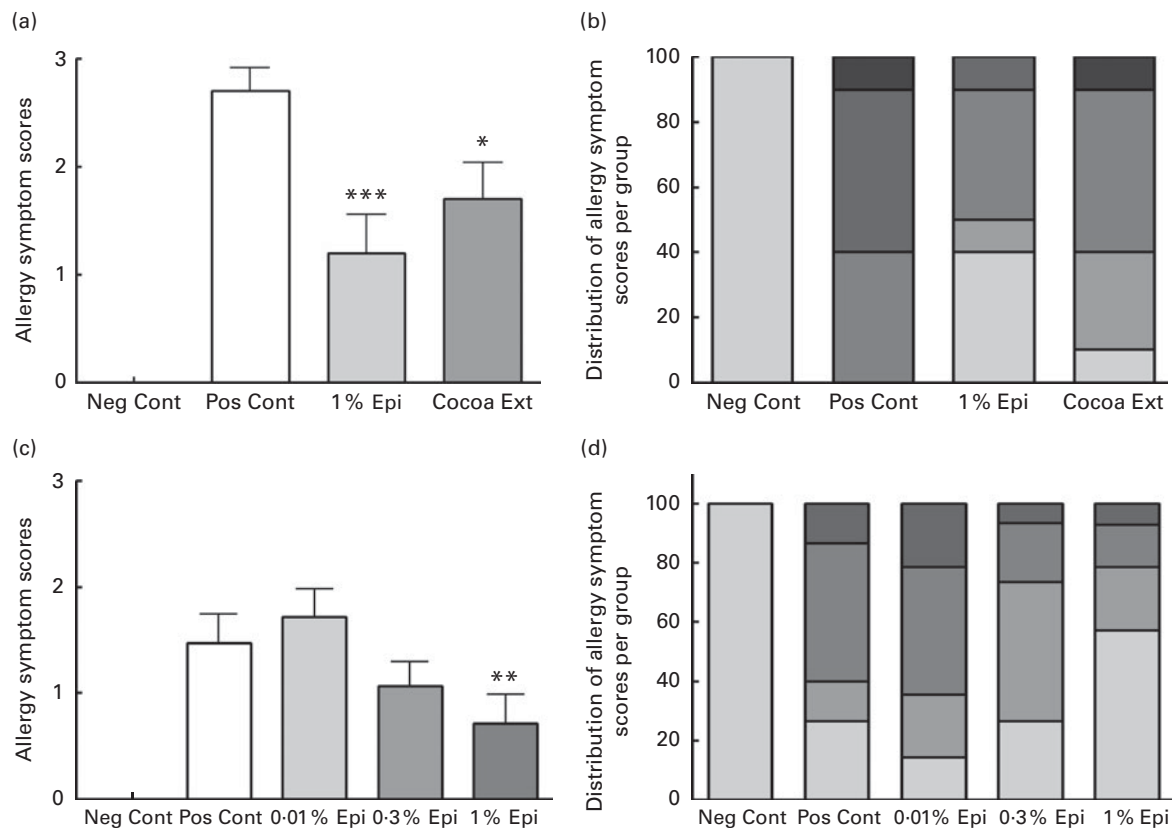 (a)
Allergy symptom scores
3
2
1
0
***
*
Neg Cont Pos Cont 1% Epi Cocoa Ext
(b)
Distribution of allergy symptom
scores per group
100
80
60
40
20
0
Neg Cont Pos Cont 1% Epi Cocoa Ext
(c)
Allergy symptom scores
3
2
1
0
**
Neg Cont Pos Cont 0·01% Epi 0·3% Epi 1% Epi
(d)
Distribution of allergy symptom
scores per group
100
80
60
40
20
0
Neg Cont Pos Cont 0·01% Epi 0·3% Epi 1% Epi